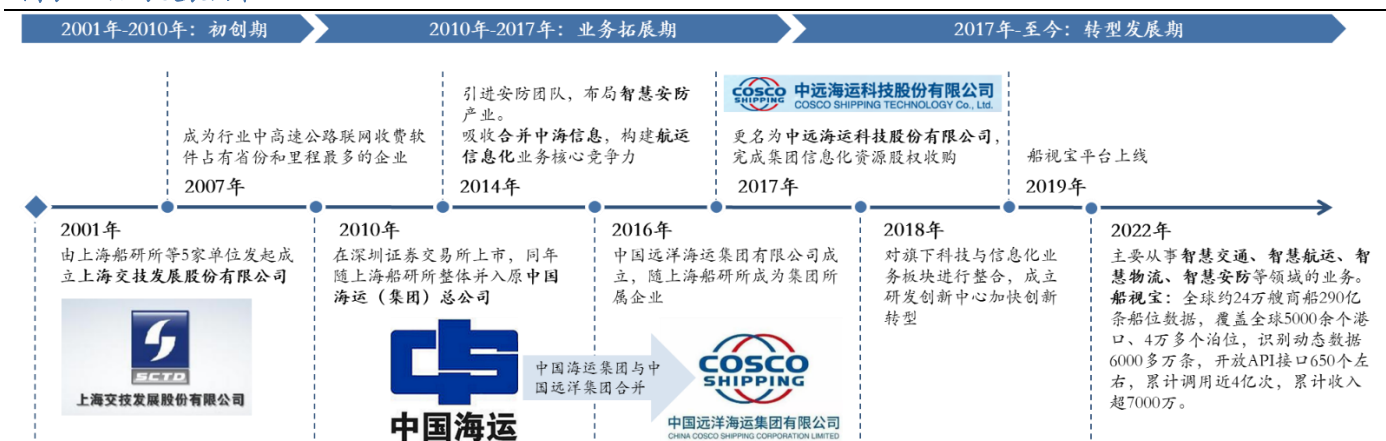 2001年-2010年：初创期
2010年-2017年：业务拓展期
2017年-至今：转型发展期
成为行业中高速公路联网收费软
件占有省份和里程最多的企业
2007年
引进安防团队，布局智慧安防
产业。
吸收合并中海信息，构建航运
信息化业务核心竞争力
2014年
COSCO
SHIPPING
中远海运科技股份有限公司
COSCO SHIPPING TECHNOLOGY Co., Ltd.
更名为中远海运科技股份有限公司，
完成集团信息化资源股权收购
2017年
船视宝平台上线
2019年
2001年
由上海船研所等5家单位发起成
立上海交技发展股份有限公司
SCTD
上海交技发展股份有限公司
2010年
在深圳证券交易所上市，同年
随上海船研所整体并入原中国
海运（集团）总公司
中国海运
中国海运集团与中
国远洋集团合并
2016年
中国远洋海运集团有限公司成
立，随上海船研所成为集团所
属企业
COSCO
SHIPPING
中国远洋海运集团有限公司
CHINA COSCO SHIPPING CORPORATION LIMITED
2018年
对旗下科技与信息化业
务板块进行整合，成立
研发创新中心加快创新
转型
2022年
主要从事智慧交通、智慧航运、智
慧物流、智慧安防等领域的业务。
船视宝：全球约24万艘商船290亿
条船位数据，覆盖全球5000余个港
口、4万多个泊位，识别动态数据
6000多万条，开放API接口650个左
右，累计调用近4亿次，累计收入
超7000万。